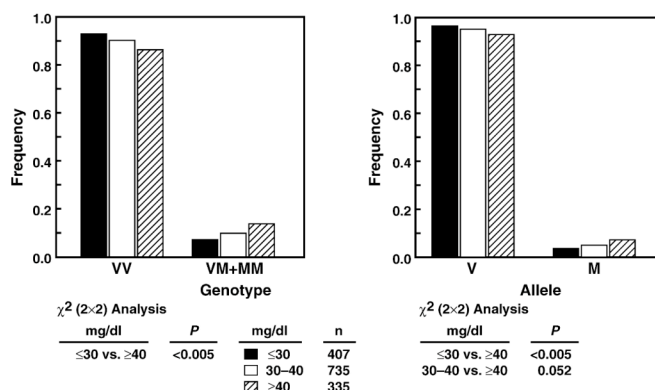 1.0
0.8
0.6
0.4
0.2
0.0
Frequency
VV VM+MM
Genotype
χ2 (2×2) Analysis
mg/dl P
≤30 vs. ≥40 <0.005
mg/dl n
≤30 407
30–40 735
≥40 335
1.0
0.8
0.6
0.4
0.2
0.0
Frequency
V M
Allele
χ2 (2×2) Analysis
mg/dl P
≤30 vs. ≥40 <0.005
30–40 vs. ≥40 0.052